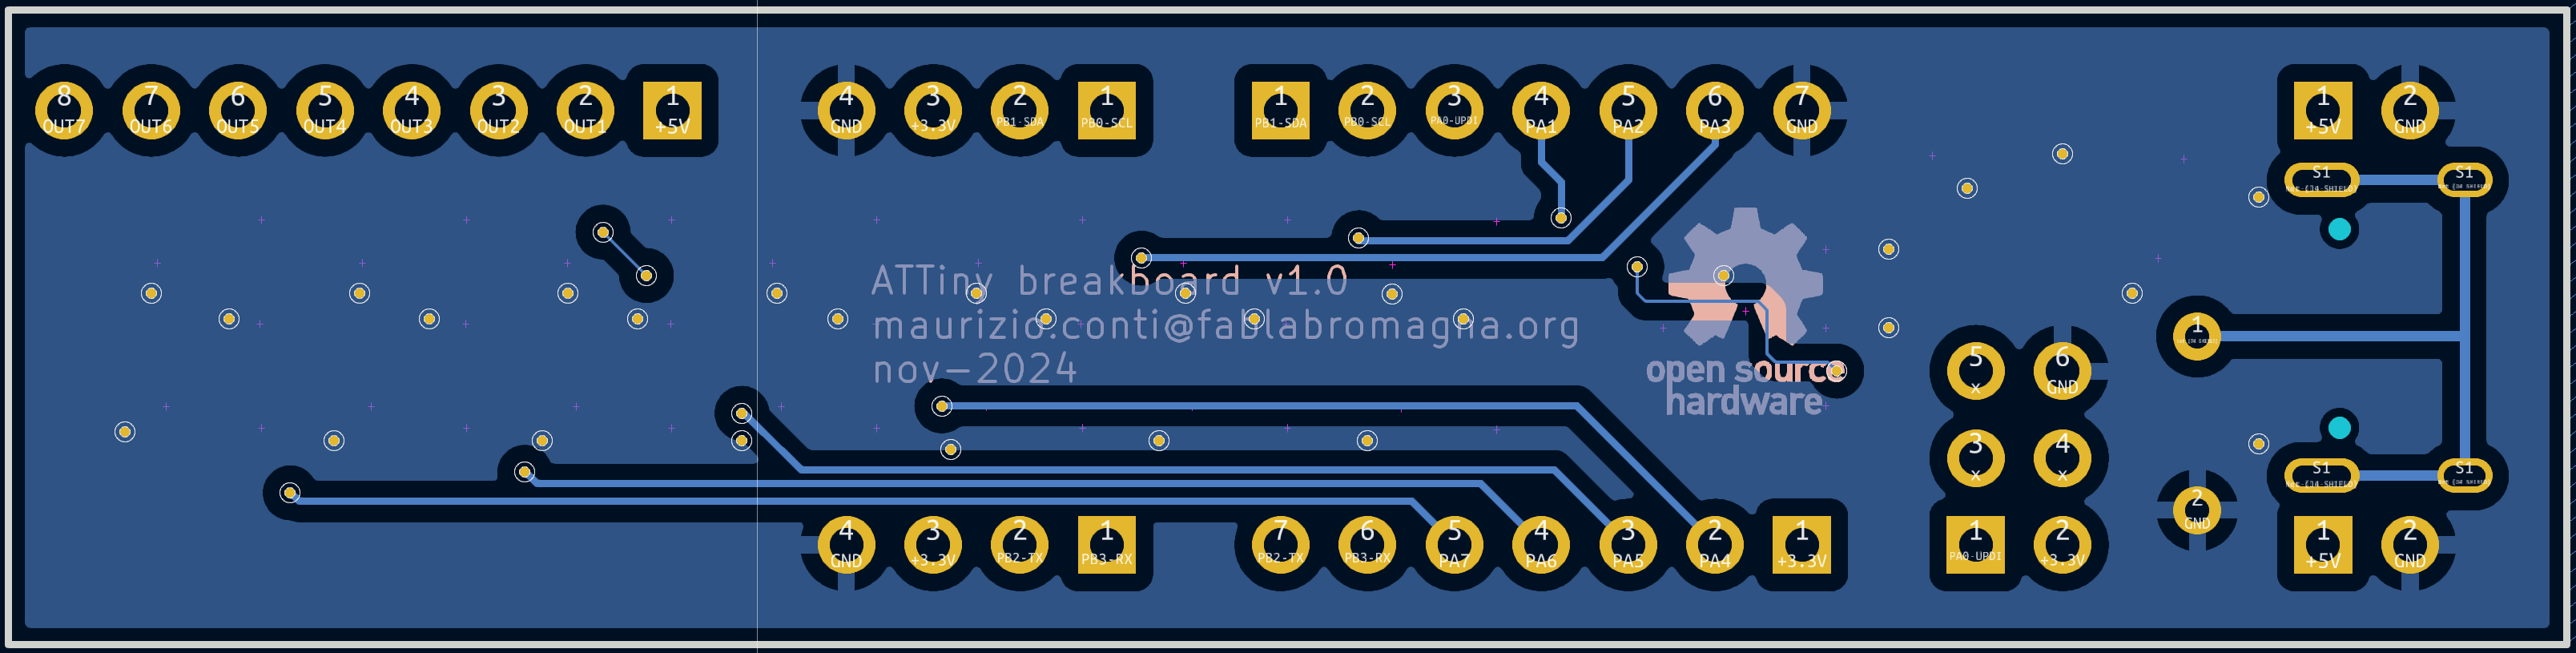 8 7 6 5 4 3 2 1 4 3 2 1 1 2 3 4 5 6 7 1 2
OUT7 OUT6 OUT5 OUT4 OUT3 OUT2 OUT1 +5V GND +3.3V PB1-SDA PB0-SCL PB1-SDA PB0-SCL PA0-UPDI PA1 PA2 PA3 GND +5V GND
S1 S1
ATTiny breakboard v1.0
maurizio.conti@fablabromagna.org
nov-2024
open source
hardware
1
5 6
x GND
3 4
x x
S1 S1
2
GND
4 3 2 1 7 6 5 4 3 2 1 1 2 1 2
GND +3.3V PB2-TX PB3-RX PB2-TX PB3-RX PA7 PA6 PA5 PA4 +3.3V PA0-UPDI +3.3V +5V GND